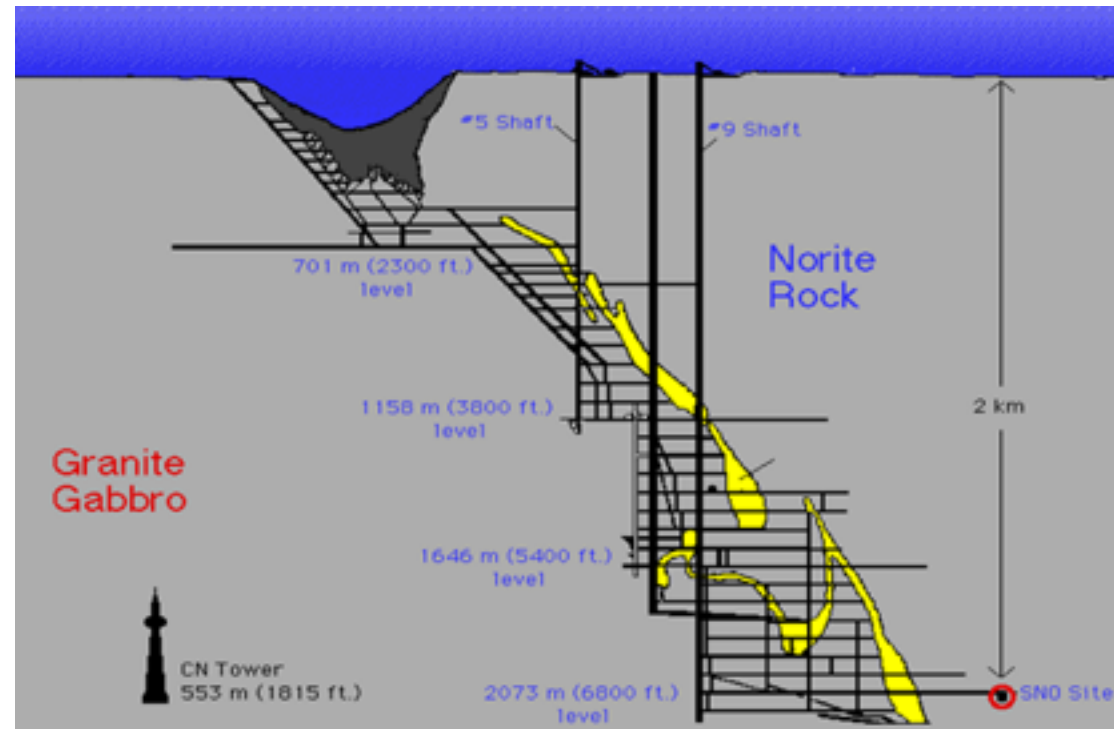 #5 Shaft
#9 Shaft
701 m (2300 ft.)
level
Norite
Rock
1158 m (3800 ft.)
level
2 km
Granite
Gabbro
1646 m (5400 ft.)
level
CN Tower
553 m (1815 ft.)
2073 m (6800 ft.)
level
SNO Site